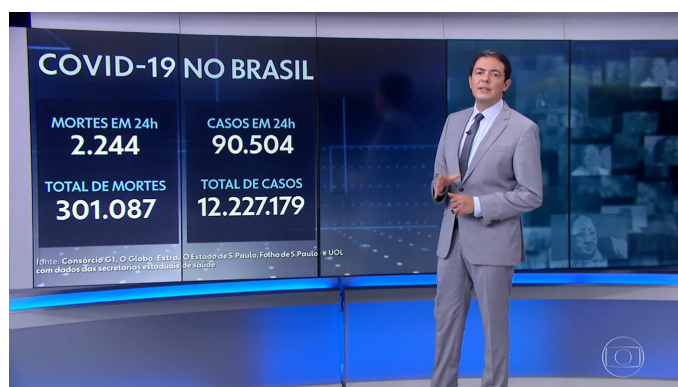 COVID-19 NO BRASIL
MORTES EM 24h
2.244
CASOS EM 24h
90.504
TOTAL DE MORTES
301.087
TOTAL DE CASOS
12.227.179
fonte: Consórcio G1, O Globo, Extra, O Estado de S.Paulo, Folha de S.Paulo e UOL
com dados das secretarias estaduais de saúde